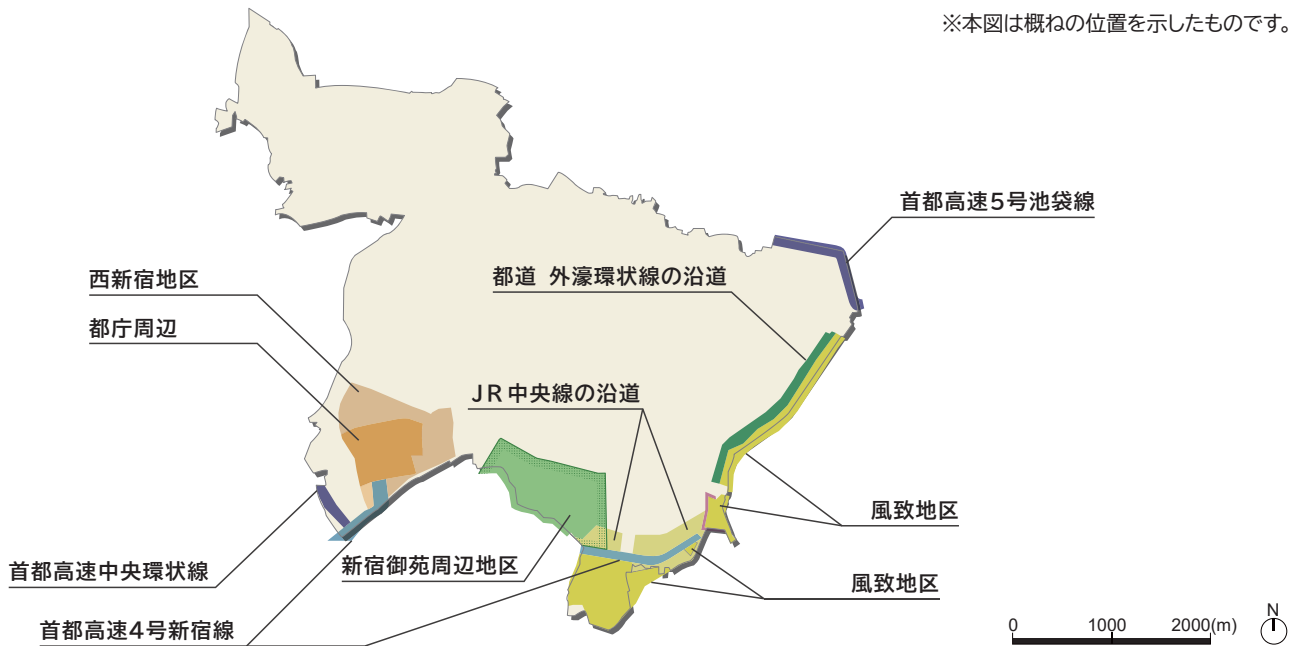 ※本図は概ねの位置を示したものです。
首都高速5号池袋線
西新宿地区
都道 外濠環状線の沿道
都庁周辺
JR中央線の沿道
風致地区
首都高速中央環状線
新宿御苑周辺地区
風致地区
首都高速4号新宿線
0 1000 2000(m)
N